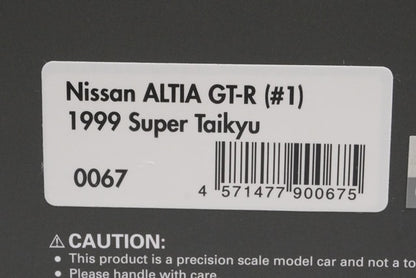 Nissan ALTIA GT-R (#1)
1999 Super Taikyu
0067
4 571477 900675
⚠CAUTION:
• This product is a precision scale model car and not a to
• Please handle with care.